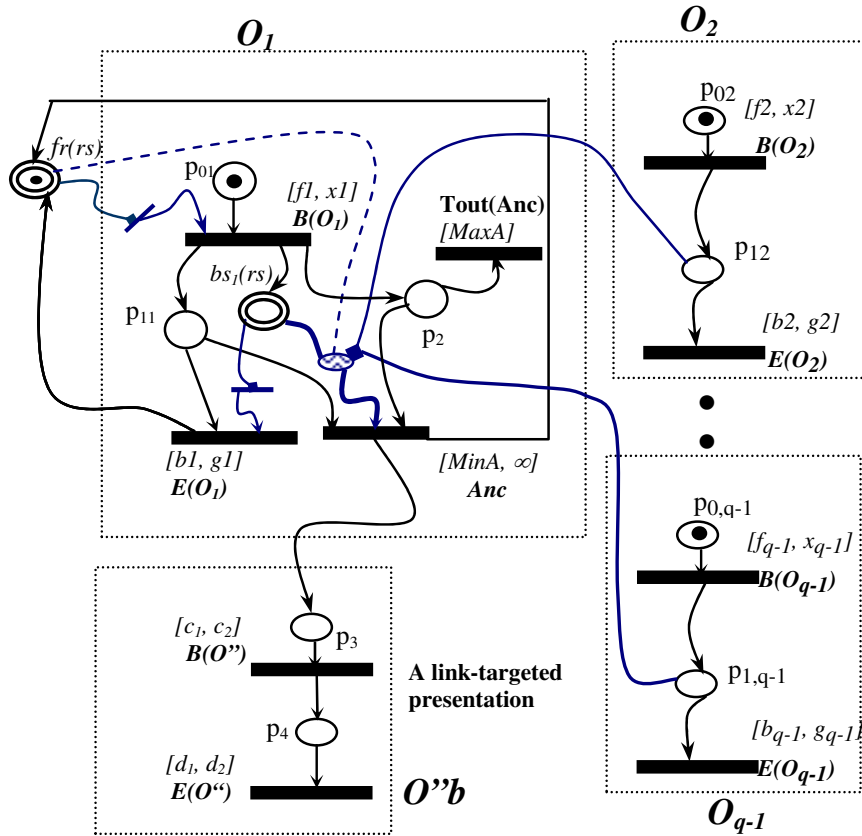 O1
O2
fr(rs)
p01
[f1, x1]
B(O1)
Tout(Anc)
[MaxA]
p02
[f2, x2]
B(O2)
bs1(rs)
p11
p2
p12
[b2, g2]
E(O2)
[b1, g1]
E(O1)
[MinA, ∞]
Anc
p0,q-1
[fq-1, xq-1]
B(Oq-1)
[c1, c2]
B(O”)
p3
A link-targeted
presentation
p1,q-1
p4
[d1, d2]
E(O“)
O”b
[bq-1, gq-1]
E(Oq-1)
Oq-1